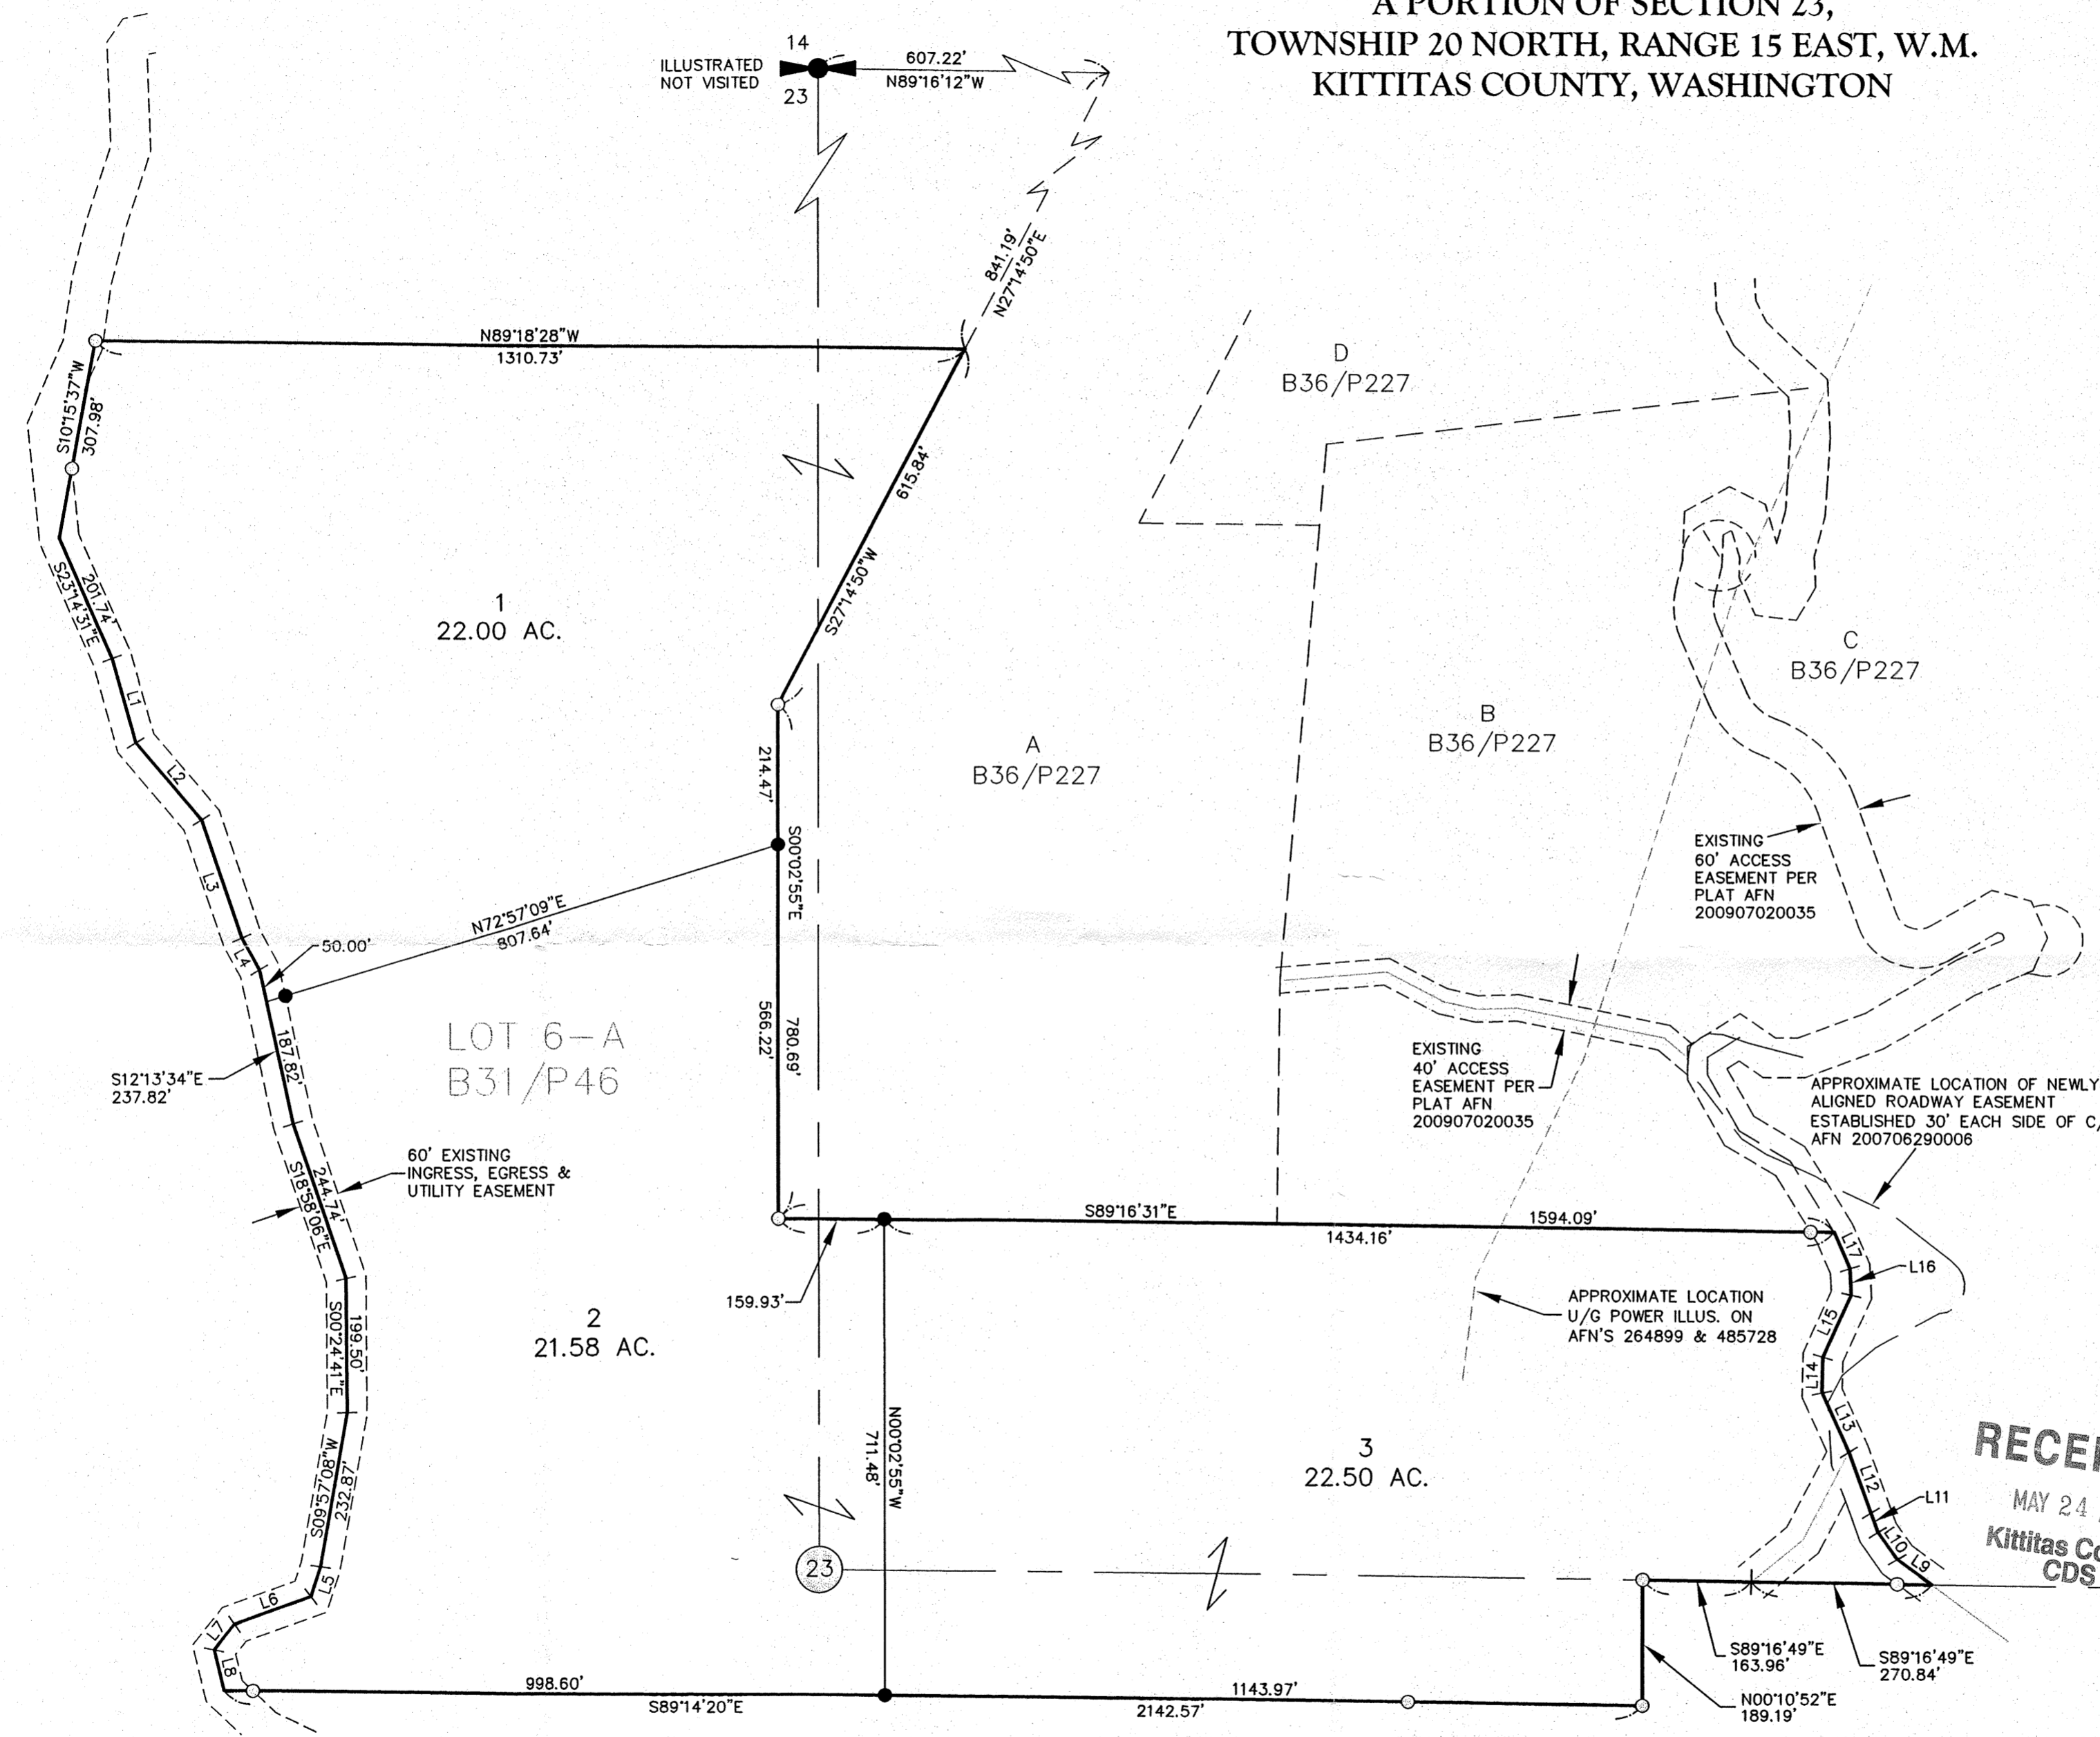 A PORTION OF SECTION 23,
TOWNSHIP 20 NORTH, RANGE 15 EAST, W.M.
KITTITAS COUNTY, WASHINGTON
14
ILLUSTRATED
NOT VISITED
23
607.22'
N89°16'12"W
841.19'
N27°14'50"E
N89°18'28"W
1310.73'
S10°15'37"W
307.98'
D
B36/P227
615.84'
S27°14'50"W
201.74'
S23°14'31"E
1
22.00 AC.
C
B36/P227
L1
B
B36/P227
A
B36/P227
214.47'
L2
S00°02'55"E
L3
EXISTING
60' ACCESS
EASEMENT PER
PLAT AFN
200907020035
N72°57'09"E
807.64'
50.00'
L4
566.22'
780.69'
LOT 6-A
B31/P46
187.82'
S12°13'34"E
237.82'
EXISTING
40' ACCESS
EASEMENT PER
PLAT AFN
200907020035
APPROXIMATE LOCATION OF NEWLY
ALIGNED ROADWAY EASEMENT
ESTABLISHED 30' EACH SIDE OF C/
AFN 200706290006
60' EXISTING
INGRESS, EGRESS &
UTILITY EASEMENT
244.74'
S18°58'06"E
S89°16'31"E
1594.09'
1434.16'
L17
L16
159.93'
APPROXIMATE LOCATION
U/G POWER ILLUS. ON
AFN'S 264899 & 485728
L15
2
21.58 AC.
199.50'
S00°24'41"E
L14
L13
N00°02'55"W
711.48'
3
22.50 AC.
S09°57'08"W
232.87'
L12
L11
L10
L9
RECEI
MAY 24
Kittitas Co
CDS
23
L5
L6
L7
L8
S89°16'49"E
163.96'
S89°16'49"E
270.84'
N00°10'52"E
189.19'
998.60'
S89°14'20"E
1143.97'
2142.57'